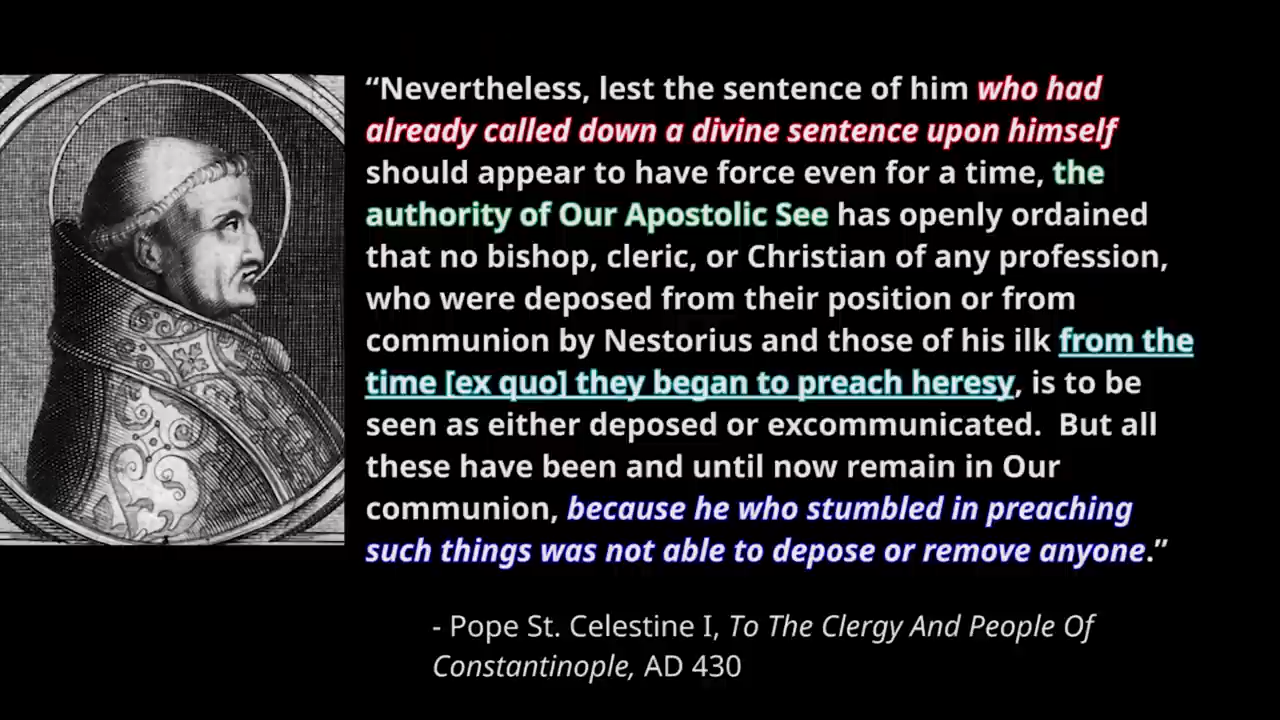 “Nevertheless, lest the sentence of him who had
already called down a divine sentence upon himself
should appear to have force even for a time, the
authority of Our Apostolic See has openly ordained
that no bishop, cleric, or Christian of any profession,
who were deposed from their position or from
communion by Nestorius and those of his ilk from the
time [ex quo] they began to preach heresy, is to be
seen as either deposed or excommunicated.  But all
these have been and until now remain in Our
communion, because he who stumbled in preaching
such things was not able to depose or remove anyone.”
- Pope St. Celestine I, To The Clergy And People Of
Constantinople, AD 430